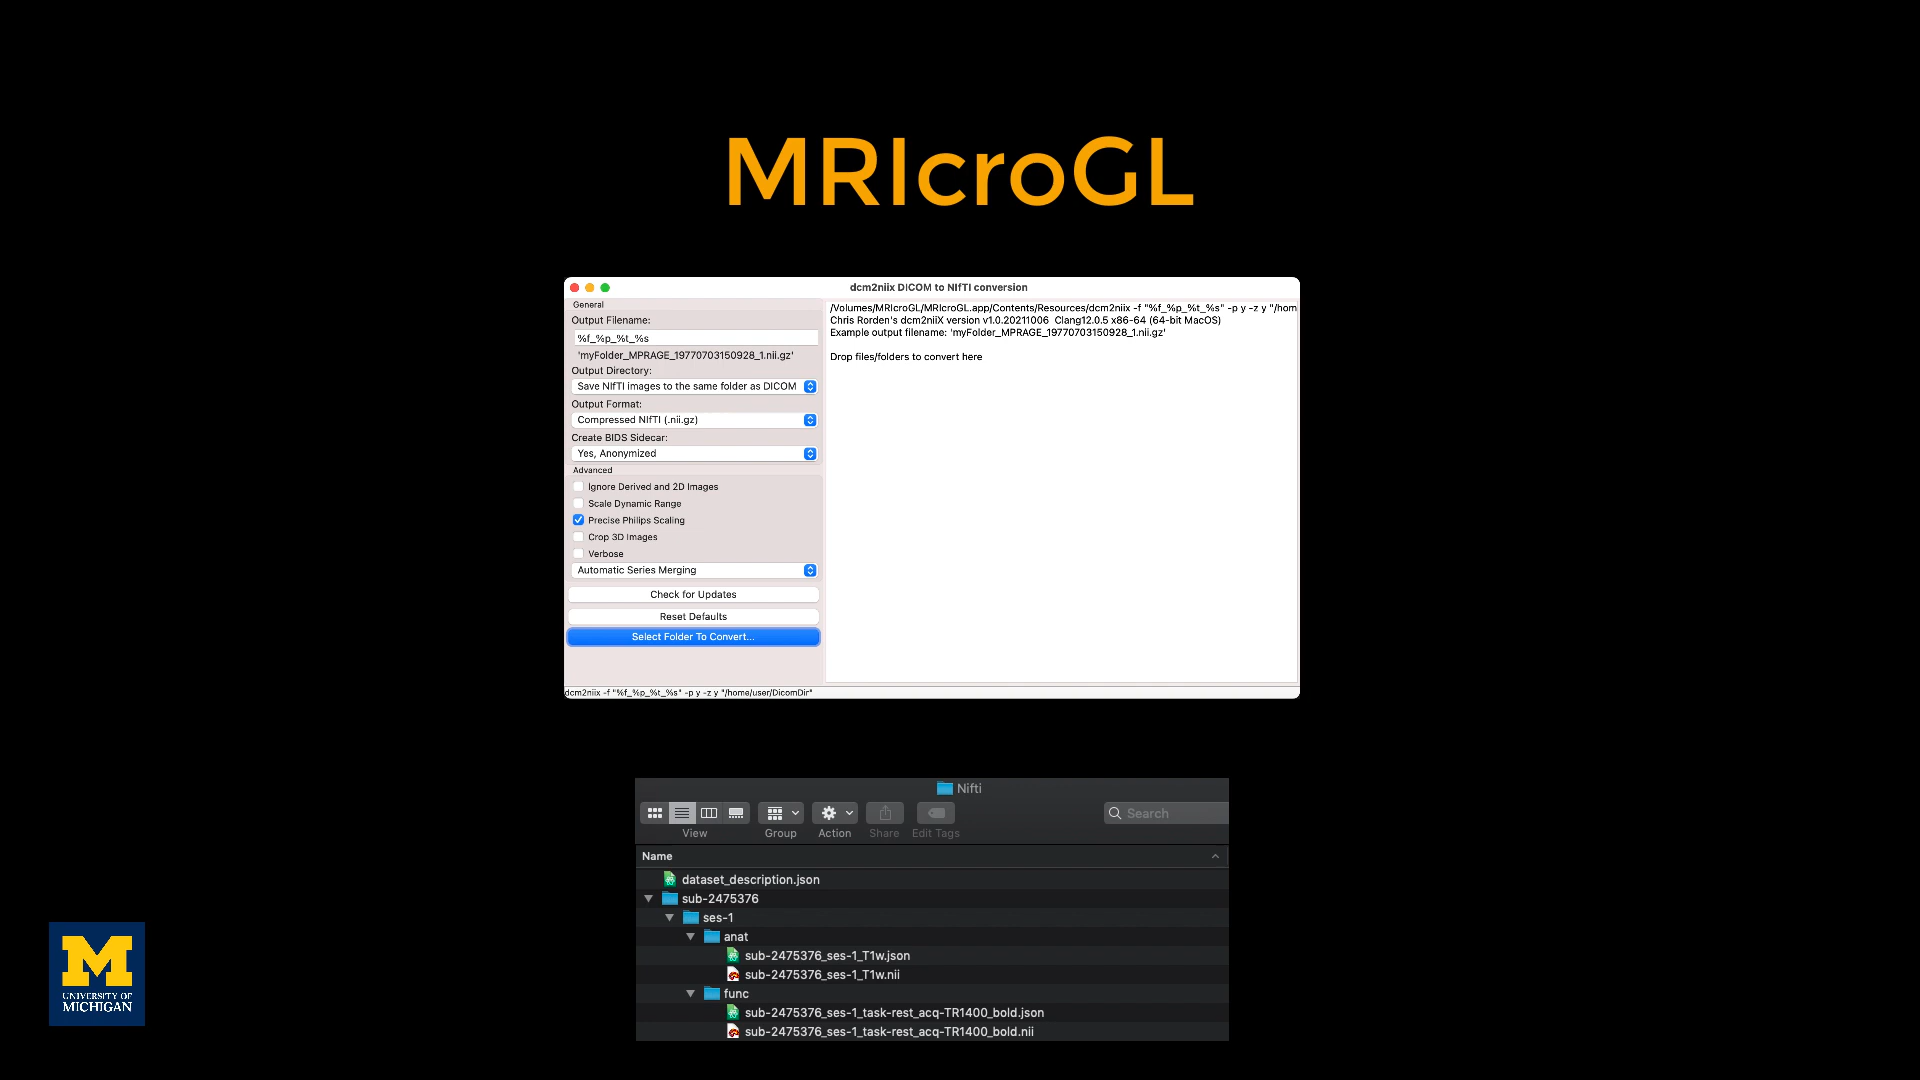 MRIcroGL
dcm2niix DICOM to NIfTI conversion
General
Output Filename:
%f_%p_%t_%s
'myFolder_MPRAGE_19770703150928_1.nii.gz'
Output Directory:
Save NIfTI images to the same folder as DICOM
Output Format:
Compressed NIfTI (.nii.gz)
Create BIDS Sidecar:
Yes, Anonymized
Advanced
Ignore Derived and 2D Images
Scale Dynamic Range
Precise Philips Scaling
Crop 3D Images
Verbose
Automatic Series Merging
Check for Updates
Reset Defaults
Select Folder To Convert...
/Volumes/MRIcroGL/MRIcroGL.app/Contents/Resources/dcm2niix -f "%f_%p_%t_%s" -p y -z y "/hom
Chris Rorden's dcm2niiX version v1.0.20211006 Clang12.0.5 x86-64 (64-bit MacOS)
Example output filename: 'myFolder_MPRAGE_19770703150928_1.nii.gz'
Drop files/folders to convert here
dcm2niix -f "%f_%p_%t_%s" -p y -z y "/home/user/DicomDir"
Nifti
Search
View Group Action Share Edit Tags
Name
dataset_description.json
sub-2475376
ses-1
anat
sub-2475376_ses-1_T1w.json
sub-2475376_ses-1_T1w.nii
func
sub-2475376_ses-1_task-rest_acq-TR1400_bold.json
sub-2475376_ses-1_task-rest_acq-TR1400_bold.nii
M
UNIVERSITY OF
MICHIGAN